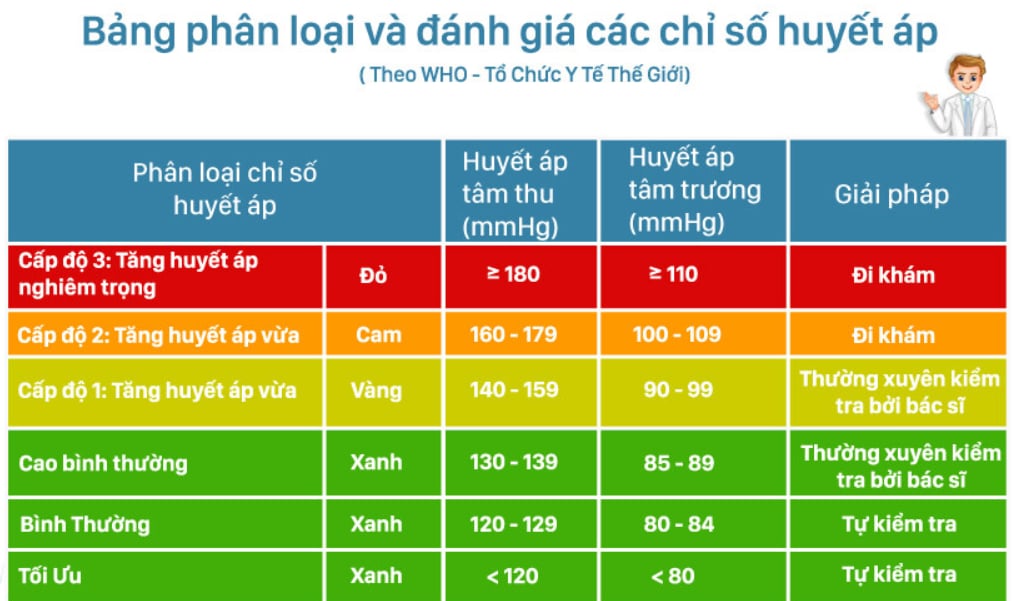 Bảng phân loại và đánh giá các chỉ số huyết áp
( Theo WHO - Tổ Chức Y Tế Thế Giới)
Phân loại chỉ số
huyết áp
Huyết áp
tâm thu
(mmHg)
Huyết áp
tâm trương
(mmHg)
Giải pháp
Cấp độ 3: Tăng huyết áp
nghiêm trọng
Đỏ
≥ 180
≥ 110
Đi khám
Cấp độ 2: Tăng huyết áp vừa
Cam
160 - 179
100 - 109
Đi khám
Cấp độ 1: Tăng huyết áp vừa
Vàng
140 - 159
90 - 99
Thường xuyên kiểm
tra bởi bác sĩ
Cao bình thường
Xanh
130 - 139
85 - 89
Thường xuyên kiểm
tra bởi bác sĩ
Bình Thường
Xanh
120 - 129
80 - 84
Tự kiểm tra
Tối Ưu
Xanh
< 120
< 80
Tự kiểm tra